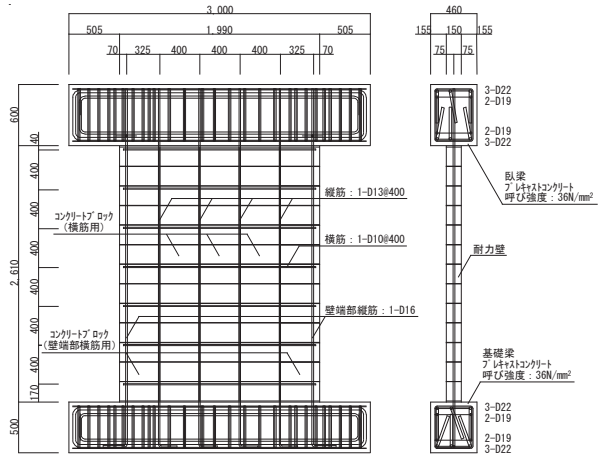 3,000
460
505
1,990
505
155
150
155
70
325
400
400
400
325
70
75
75
600
40
400
400
400
2,610
400
400
400
170
500
3-D22
2-D19
2-D19
3-D22
臥梁
プレキャストコンクリート
呼び強度：36N/mm²
縦筋：1-D13@400
コンクリートブロック
(横筋用)
横筋：1-D10@400
耐力壁
壁端部縦筋：1-D16
コンクリートブロック
(壁端部横筋用)
基礎梁
プレキャストコンクリート
呼び強度：36N/mm²
3-D22
2-D19
2-D19
3-D22